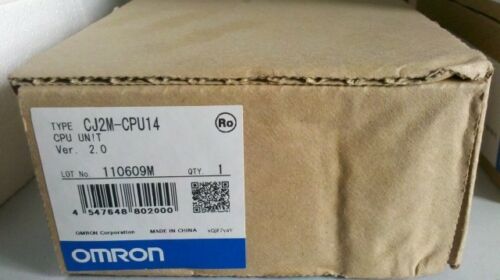 TYPE CJ2M-CPU14
Ro
CPU UNIT
Ver. 2.0
LOT No. 110609M QTY. 1
4 547648 802000
OMRON Corporation MADE IN CHINA
OMRON